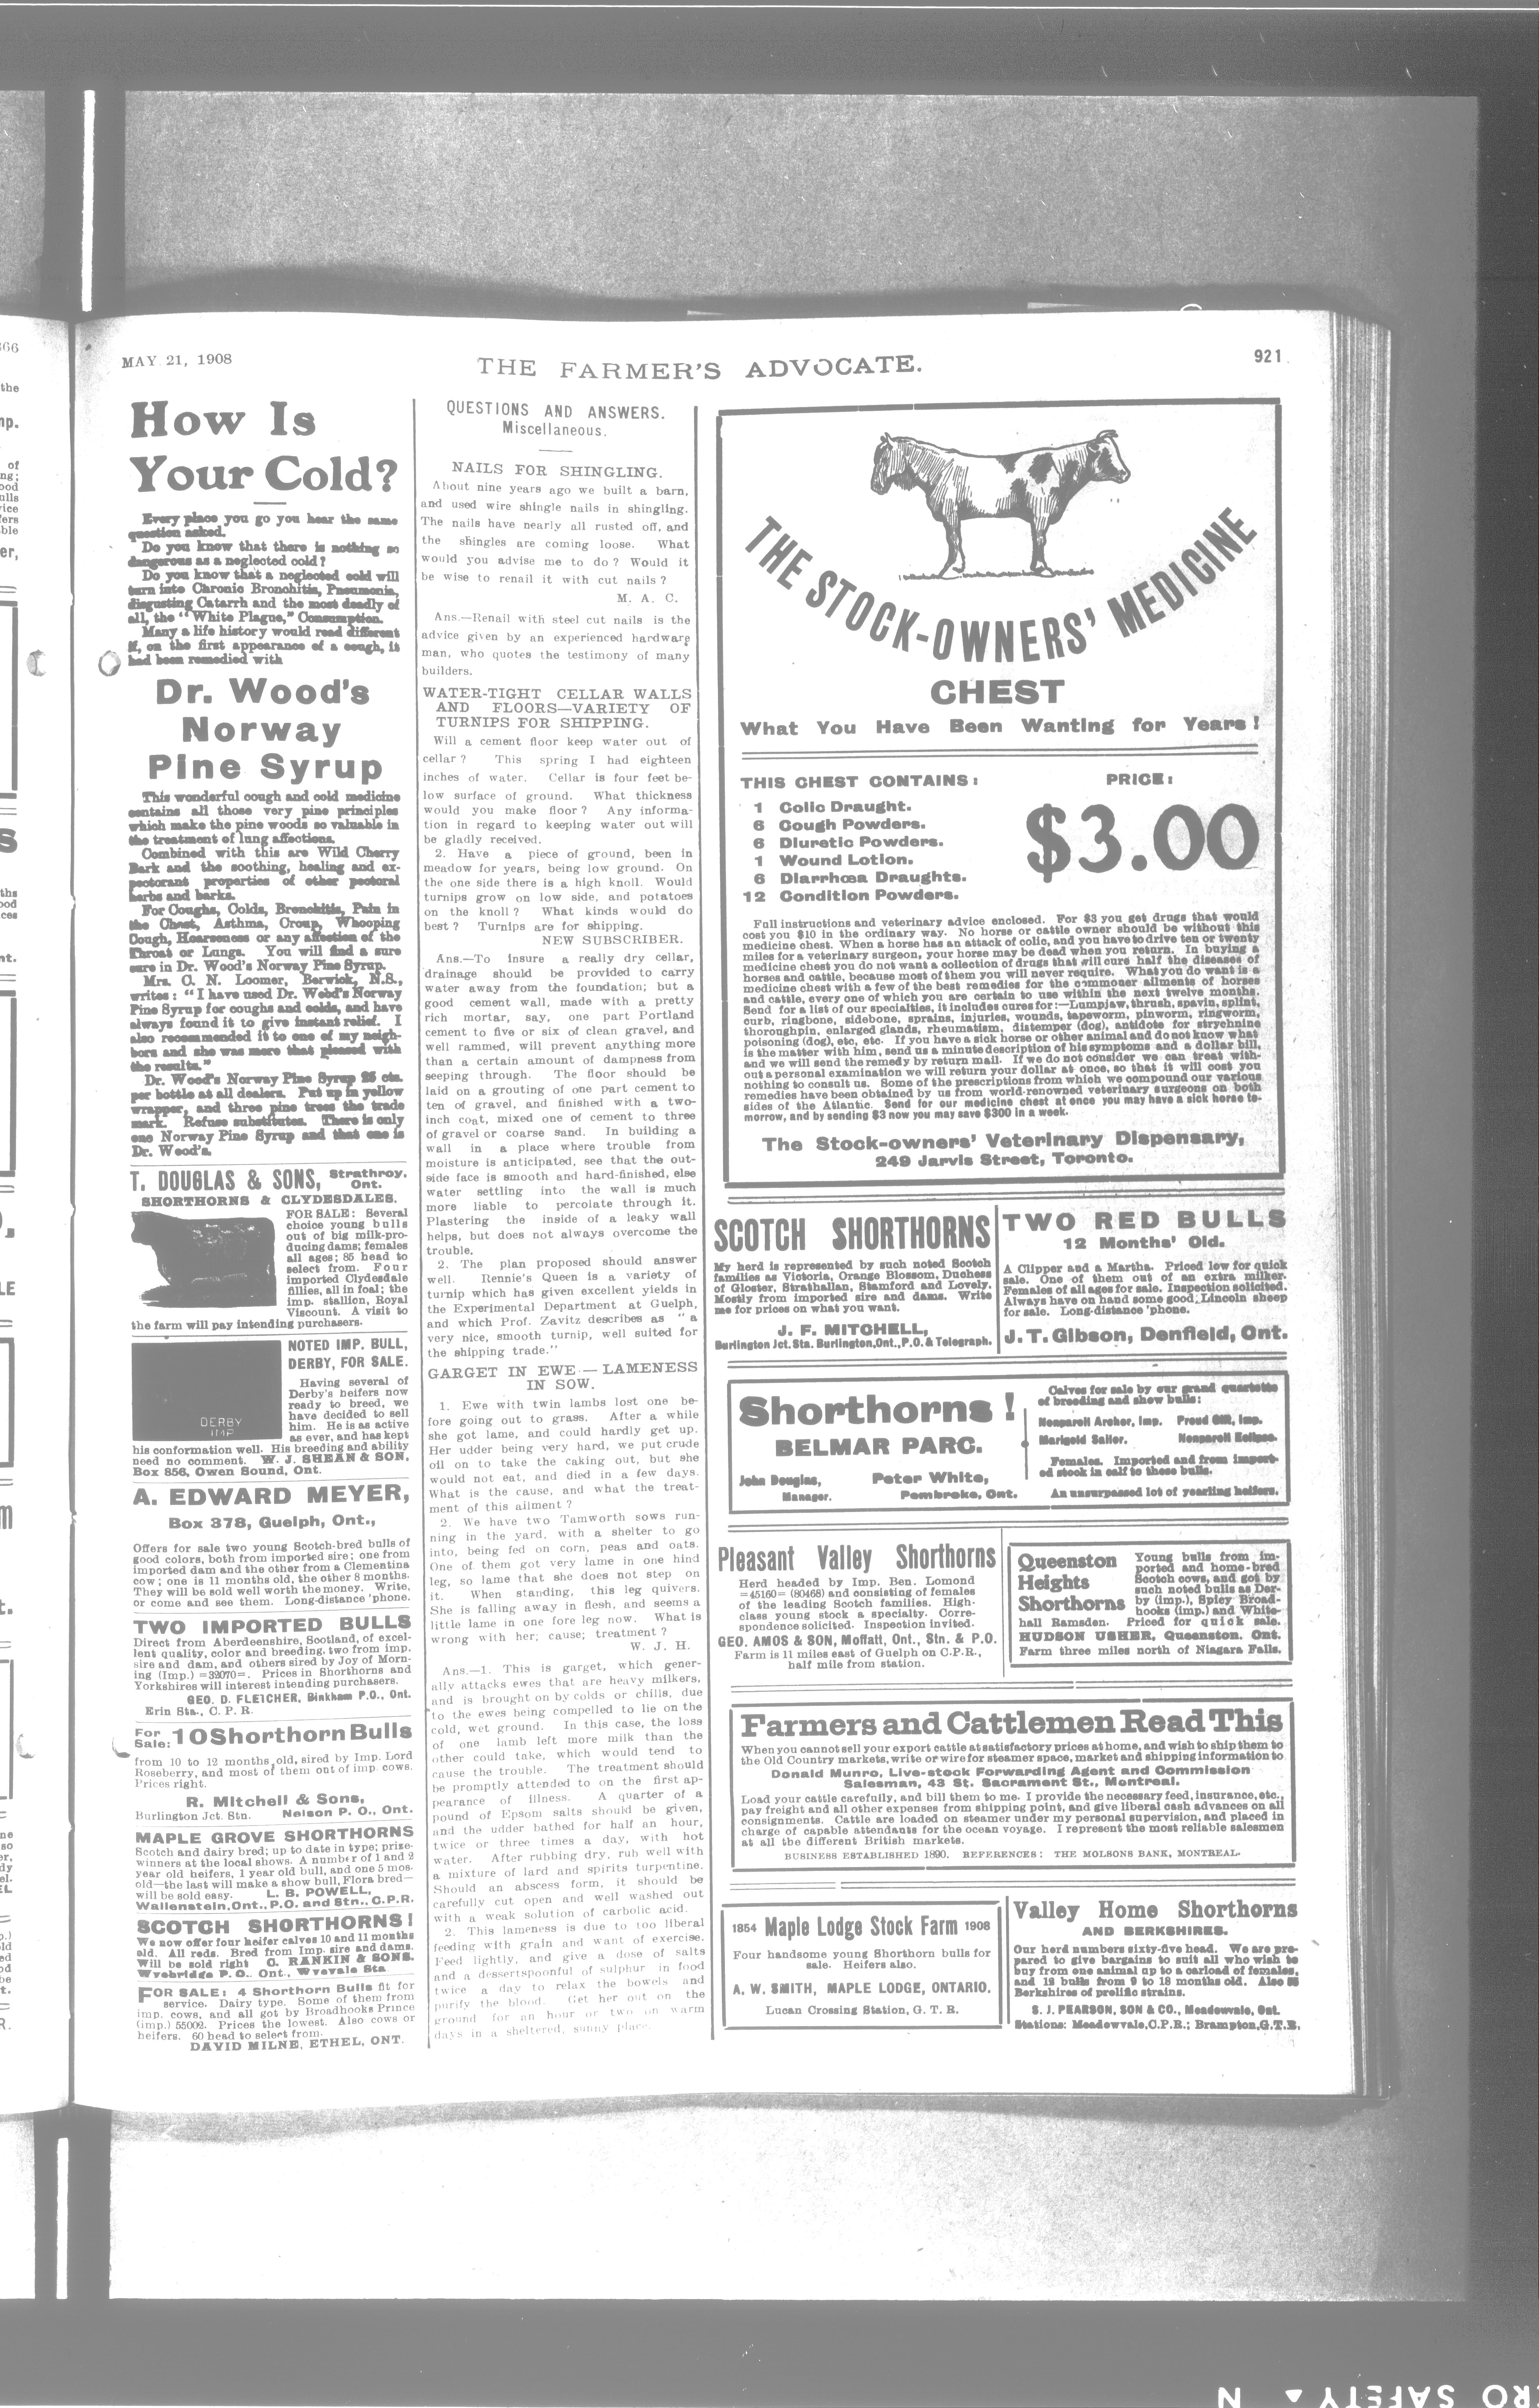 MAY 21, 1908
THE FARMER'S ADVOCATE.
921
How Is
Your Cold?
Every place you go you hear the same
question asked.
Do you know that there is nothing so
dangerous as a neglected cold?
Do you know that a neglected cold will
turn into Chronic Bronchitis, Pneumonia,
disgusting Catarrh and the most deadly of
all, the "White Plague," Consumption.
Many a life history would read different
if, on the first appearance of a cough, it
had been remedied with
Dr. Wood's
Norway
Pine Syrup
This wonderful cough and cold medicine
contains all those very pine principles
which make the pine woods so valuable in
the treatment of lung affections.
Combined with this are Wild Cherry
Bark and the soothing, healing and ex-
pectorant properties of other pectoral
herbs and barks.
For Coughs, Colds, Bronchitis, Pain in
the Chest, Asthma, Croup, Whooping
Cough, Hoarseness or any affection of the
Throat or Lungs. You will find a sure
cure in Dr. Wood's Norway Pine Syrup.
Mrs. C. N. Loomer, Berwick, N.S.,
writes: "I have used Dr. Wood's Norway
Pine Syrup for coughs and colds, and have
always found it to give instant relief. I
also recommended it to one of my neigh-
bors and she was more that pleased with
the results."
Dr. Wood's Norway Pine Syrup 25 cts.
per bottle at all dealers. Put up in yellow
wrapper, and three pine trees the trade
mark. Refuse substitutes. There is only
one Norway Pine Syrup and that one is
Dr. Wood's.
T. DOUGLAS & SONS, Strathroy, Ont.
SHORTHORNS & CLYDESDALES.
FOR SALE: Several
choice young bulls
out of big milk-pro-
ducing dams; females
all ages; 85 head to
select from. Four
imported Clydesdale
fillies, all in foal; the
imp. stallion, Royal
Viscount. A visit to
the farm will pay intending purchasers.
DERBY
IMP
NOTED IMP. BULL,
DERBY, FOR SALE.
Having several of
Derby's heifers now
ready to breed, we
have decided to sell
him. He is as active
as ever, and has kept
his conformation well. His breeding and ability
need no comment. W. J. SHEAN & SON,
Box 856, Owen Sound, Ont.
A. EDWARD MEYER,
Box 378, Guelph, Ont.,
Offers for sale two young Scotch-bred bulls of
good colors, both from imported sire; one from
imported dam and the other from a Clementina
cow; one is 11 months old, the other 8 months.
They will be sold well worth the money. Write,
or come and see them. Long-distance 'phone.
TWO IMPORTED BULLS
Direct from Aberdeenshire, Scotland, of excel-
lent quality, color and breeding. two from imp.
sire and dam, and others sired by Joy of Morn-
ing (Imp.) =32070=. Prices in Shorthorns and
Yorkshires will interest intending purchasers.
GEO. D. FLETCHER, Binkham P.O., Ont.
Erin Sta., C. P. R.
For Sale: 10 Shorthorn Bulls
from 10 to 12 months old, sired by Imp. Lord
Roseberry, and most of them out of imp. cows.
Prices right.
R. Mitchell & Sons,
Burlington Jct. Stn. Nelson P. O., Ont.
MAPLE GROVE SHORTHORNS
Scotch and dairy bred; up to date in type; prize-
winners at the local shows. A number of 1 and 2
year old heifers, 1 year old bull, and one 5 mos.
old—the last will make a show bull, Flora bred—
will be sold easy. L. B. POWELL,
Wallenstein, Ont., P.O. and Stn., C.P.R.
SCOTCH SHORTHORNS!
We now offer four heifer calves 10 and 11 months
old. All reds. Bred from Imp. sire and dams.
Will be sold right C. RANKIN & SONS,
Wyebridge P. O., Ont., Wyevale Sta
FOR SALE: 4 Shorthorn Bulls fit for
service. Dairy type. Some of them from
imp. cows, and all got by Broadhooks Prince
(imp.) 55002. Prices the lowest. Also cows or
heifers. 60 head to select from.
DAVID MILNE, ETHEL, ONT.
QUESTIONS AND ANSWERS.
Miscellaneous.
NAILS FOR SHINGLING.
About nine years ago we built a barn,
and used wire shingle nails in shingling.
The nails have nearly all rusted off, and
the shingles are coming loose. What
would you advise me to do? Would it
be wise to renail it with cut nails?
M. A. C.
Ans.—Renail with steel cut nails is the
advice given by an experienced hardware
man, who quotes the testimony of many
builders.
WATER-TIGHT CELLAR WALLS
AND FLOORS—VARIETY OF
TURNIPS FOR SHIPPING.
Will a cement floor keep water out of
cellar? This spring I had eighteen
inches of water. Cellar is four feet be-
low surface of ground. What thickness
would you make floor? Any informa-
tion in regard to keeping water out will
be gladly received.
2. Have a piece of ground, been in
meadow for years, being low ground. On
the one side there is a high knoll. Would
turnips grow on low side, and potatoes
on the knoll? What kinds would do
best? Turnips are for shipping.
NEW SUBSCRIBER.
Ans.—To insure a really dry cellar,
drainage should be provided to carry
water away from the foundation; but a
good cement wall, made with a pretty
rich mortar, say, one part Portland
cement to five or six of clean gravel, and
well rammed, will prevent anything more
than a certain amount of dampness from
seeping through. The floor should be
laid on a grouting of one part cement to
ten of gravel, and finished with a two-
inch coat, mixed one of cement to three
of gravel or coarse sand. In building a
wall in a place where trouble from
moisture is anticipated, see that the out-
side face is smooth and hard-finished, else
water settling into the wall is much
more liable to percolate through it.
Plastering the inside of a leaky wall
helps, but does not always overcome the
trouble.
2. The plan proposed should answer
well. Rennie's Queen is a variety of
turnip which has given excellent yields in
the Experimental Department at Guelph,
and which Prof. Zavitz describes as "a
very nice, smooth turnip, well suited for
the shipping trade."
GARGET IN EWE — LAMENESS
IN SOW.
1. Ewe with twin lambs lost one be-
fore going out to grass. After a while
she got lame, and could hardly get up.
Her udder being very hard, we put crude
oil on to take the caking out, but she
would not eat, and died in a few days.
What is the cause, and what the treat-
ment of this ailment?
2. We have two Tamworth sows run-
ning in the yard, with a shelter to go
into, being fed on corn, peas and oats.
One of them got very lame in one hind
leg, so lame that she does not step on
it. When standing, this leg quivers.
She is falling away in flesh, and seems a
little lame in one fore leg now. What is
wrong with her; cause; treatment?
W. J. H.
Ans.—1. This is garget, which gener-
ally attacks ewes that are heavy milkers,
and is brought on by colds or chills, due
to the ewes being compelled to lie on the
cold, wet ground. In this case, the loss
of one lamb left more milk than the
other could take, which would tend to
cause the trouble. The treatment should
be promptly attended to on the first ap-
pearance of illness. A quarter of a
pound of Epsom salts should be given,
and the udder bathed for half an hour,
twice or three times a day, with hot
water. After rubbing dry, rub well with
a mixture of lard and spirits turpentine.
Should an abscess form, it should be
carefully cut open and well washed out
with a weak solution of carbolic acid.
2. This lameness is due to too liberal
feeding with grain and want of exercise.
Feed lightly, and give a dose of salts
and a dessertspoonful of sulphur in food
twice a day to relax the bowels and
purify the blood. Get her out on the
ground for an hour or two on warm
days in a sheltered, sunny place.
THE STOCK-OWNERS' MEDICINE
CHEST
What You Have Been Wanting for Years!
THIS CHEST CONTAINS:
1 Colic Draught.
6 Cough Powders.
6 Diuretic Powders.
1 Wound Lotion.
6 Diarrhœa Draughts.
12 Condition Powders.
PRICE:
$3.00
Full instructions and veterinary advice enclosed. For $3 you get drugs that would
cost you $10 in the ordinary way. No horse or cattle owner should be without this
medicine chest. When a horse has an attack of colic, and you have to drive ten or twenty
miles for a veterinary surgeon, your horse may be dead when you return. In buying a
medicine chest you do not want a collection of drugs that will cure half the diseases of
horses and cattle, because most of them you will never require. What you do want is a
medicine chest with a few of the best remedies for the commoner ailments of horses
and cattle, every one of which you are certain to use within the next twelve months.
Send for a list of our specialties, it includes cures for:—Lumpjaw, thrush, spavin, splint,
curb, ringbone, sidebone, sprains, injuries, wounds, tapeworm, pinworm, ringworm,
thoroughpin, enlarged glands, rheumatism, distemper (dog), antidote for strychnine
poisoning (dog), etc, etc. If you have a sick horse or other animal and do not know what
is the matter with him, send us a minute description of his symptoms and a dollar bill,
and we will send the remedy by return mail. If we do not consider we can treat with-
out a personal examination we will return your dollar at once, so that it will cost you
nothing to consult us. Some of the prescriptions from which we compound our various
remedies have been obtained by us from world-renowned veterinary surgeons on both
sides of the Atlantic. Send for our medicine chest at once you may have a sick horse to-
morrow, and by sending $3 now you may save $300 in a week.
The Stock-owners' Veterinary Dispensary,
249 Jarvis Street, Toronto.
SCOTCH SHORTHORNS
My herd is represented by such noted Scotch
families as Victoria, Orange Blossom, Duchess
of Gloster, Strathallan, Stamford and Lovely.
Mostly from imported sire and dams. Write
me for prices on what you want.
J. F. MITCHELL,
Burlington Jct. Sta. Burlington, Ont., P.O. & Telegraph.
TWO RED BULLS
12 Months' Old.
A Clipper and a Martha. Priced low for quick
sale. One of them out of an extra milker.
Females of all ages for sale. Inspection solicited.
Always have on hand some good Lincoln sheep
for sale. Long-distance 'phone.
J. T. Gibson, Denfield, Ont.
Shorthorns!
BELMAR PARC.
John Douglas, Manager.
Peter White, Pembroke, Ont.
Calves for sale by our grand quartette
of breeding and show bulls:
Nonpareil Archer, Imp. Proud Gift, Imp.
Marigold Sailor. Nonpareil Eclipse.
Females. Imported and from import-
ed stock in calf to these bulls.
An unsurpassed lot of yearling heifers.
Pleasant Valley Shorthorns
Herd headed by Imp. Ben. Lomond
=45160= (80468) and consisting of females
of the leading Scotch families. High-
class young stock a specialty. Corre-
spondence solicited. Inspection invited.
GEO. AMOS & SON, Moffatt, Ont., Stn. & P.O.
Farm is 11 miles east of Guelph on C.P.R.,
half mile from station.
Queenston
Heights
Shorthorns
Young bulls from im-
ported and home-bred
Scotch cows, and got by
such noted bulls as Der-
by (imp.), Spicy Broad-
hooks (imp.) and White-
hall Ramsden. Priced for quick sale.
HUDSON USHER, Queenston, Ont.
Farm three miles north of Niagara Falls.
Farmers and Cattlemen Read This
When you cannot sell your export cattle at satisfactory prices at home, and wish to ship them to
the Old Country markets, write or wire for steamer space, market and shipping information to
Donald Munro, Live-stock Forwarding Agent and Commission
Salesman, 43 St. Sacrament St., Montreal.
Load your cattle carefully, and bill them to me. I provide the necessary feed, insurance, etc.,
pay freight and all other expenses from shipping point, and give liberal cash advances on all
consignments. Cattle are loaded on steamer under my personal supervision, and placed in
charge of capable attendants for the ocean voyage. I represent the most reliable salesmen
at all the different British markets.
BUSINESS ESTABLISHED 1890. REFERENCES: THE MOLSONS BANK, MONTREAL.
1854 Maple Lodge Stock Farm 1908
Four handsome young Shorthorn bulls for
sale. Heifers also.
A. W. SMITH, MAPLE LODGE, ONTARIO.
Lucan Crossing Station, G. T. R.
Valley Home Shorthorns
AND BERKSHIRES.
Our herd numbers sixty-five head. We are pre-
pared to give bargains to suit all who wish to
buy from one animal up to a carload of females,
and 12 bulls from 9 to 18 months old. Also 55
Berkshires of prolific strains.
S. J. PEARSON, SON & CO., Meadowvale, Ont.
Stations: Meadowvale, C.P.R.; Brampton, G.T.R.